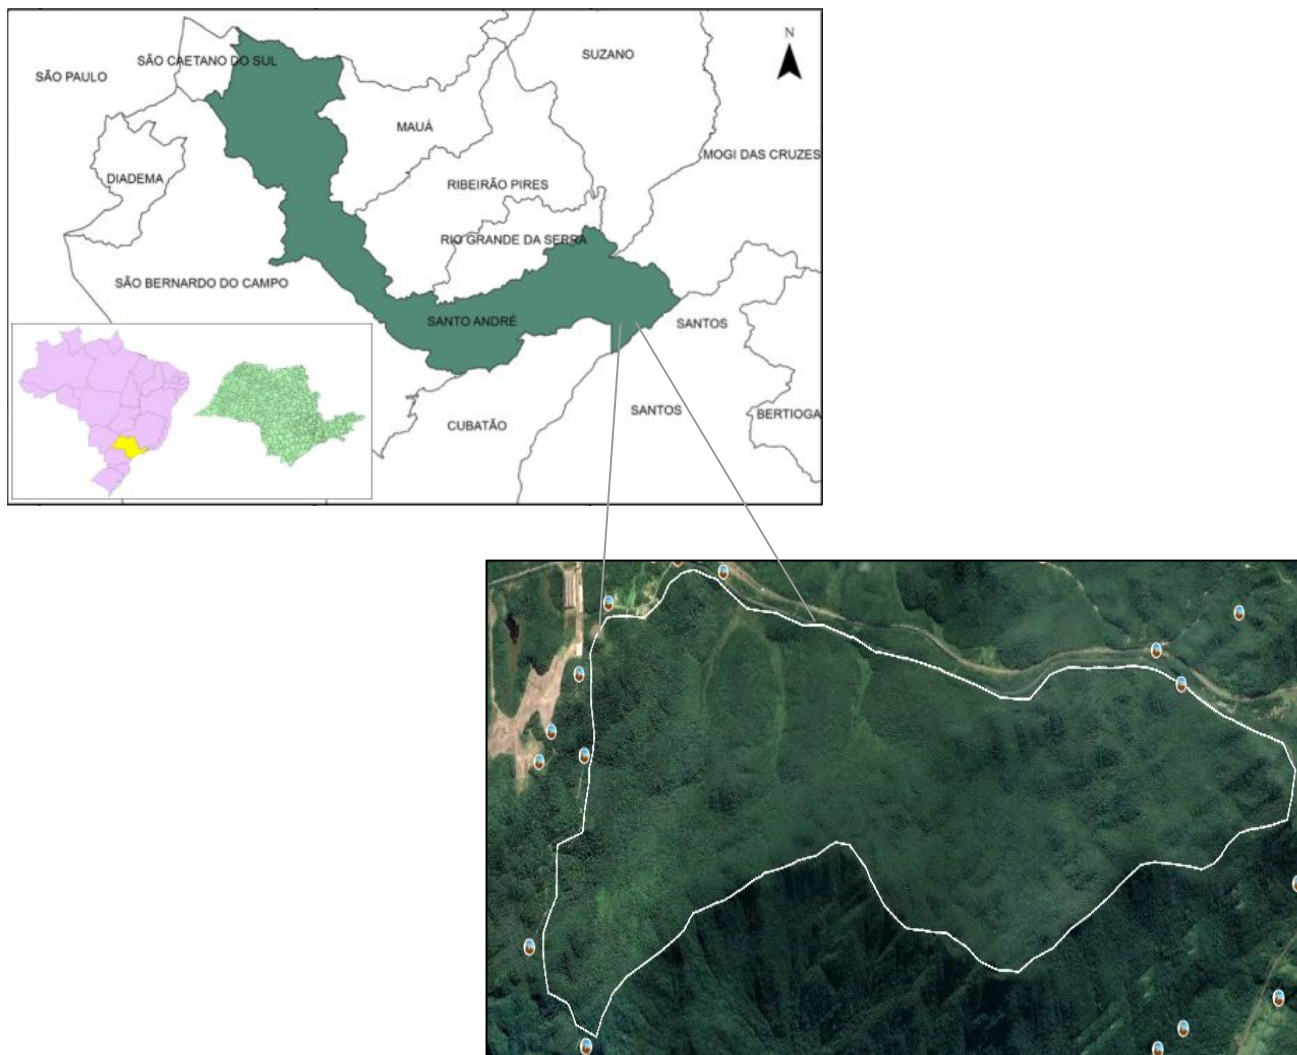 N
SUZANO
SÃO CAETANO DO SUL
SÃO PAULO
MAUÁ
MOGI DAS CRUZES
DIADEMA
RIBEIRÃO PIRES
RIO GRANDE DA SERRA
SÃO BERNARDO DO CAMPO
SANTO ANDRÉ
SANTOS
SANTOS
BERTIOGA
CUBATÃO